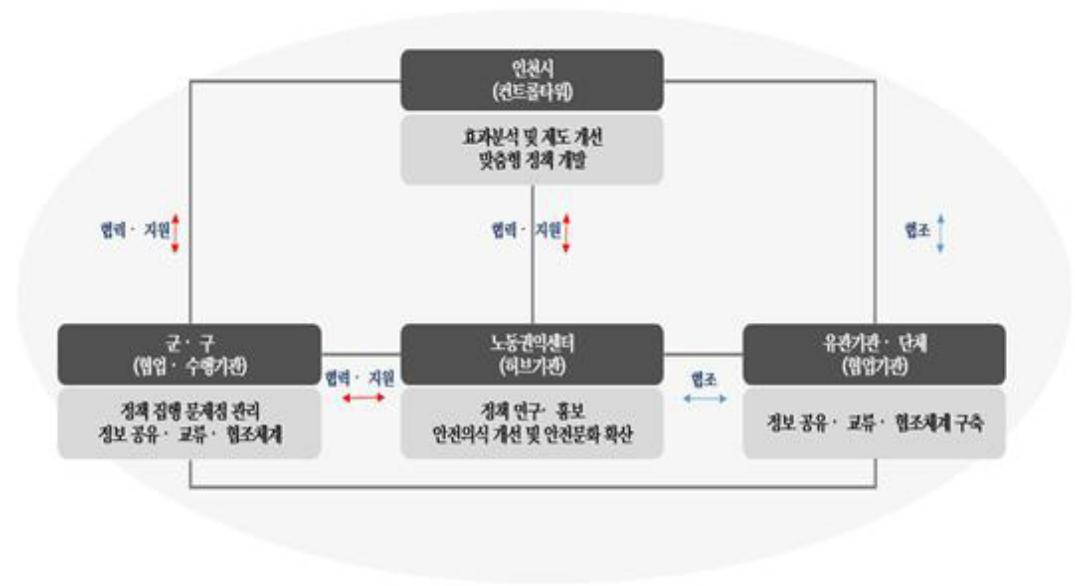 인천시
(컨트롤타워)
효과분석 및 제도 개선
맞춤형 정책 개발
협력· 지원
협력· 지원
협조
군· 구
(협업· 수행기관)
정책 집행 문제점 관리
정보 공유· 교류· 협조체계
협력· 지원
노동권익센터
(허브기관)
정책 연구· 홍보
안전의식 개선 및 안전문화 확산
협조
유관기관· 단체
(협업기관)
정보 공유· 교류· 협조체계 구축